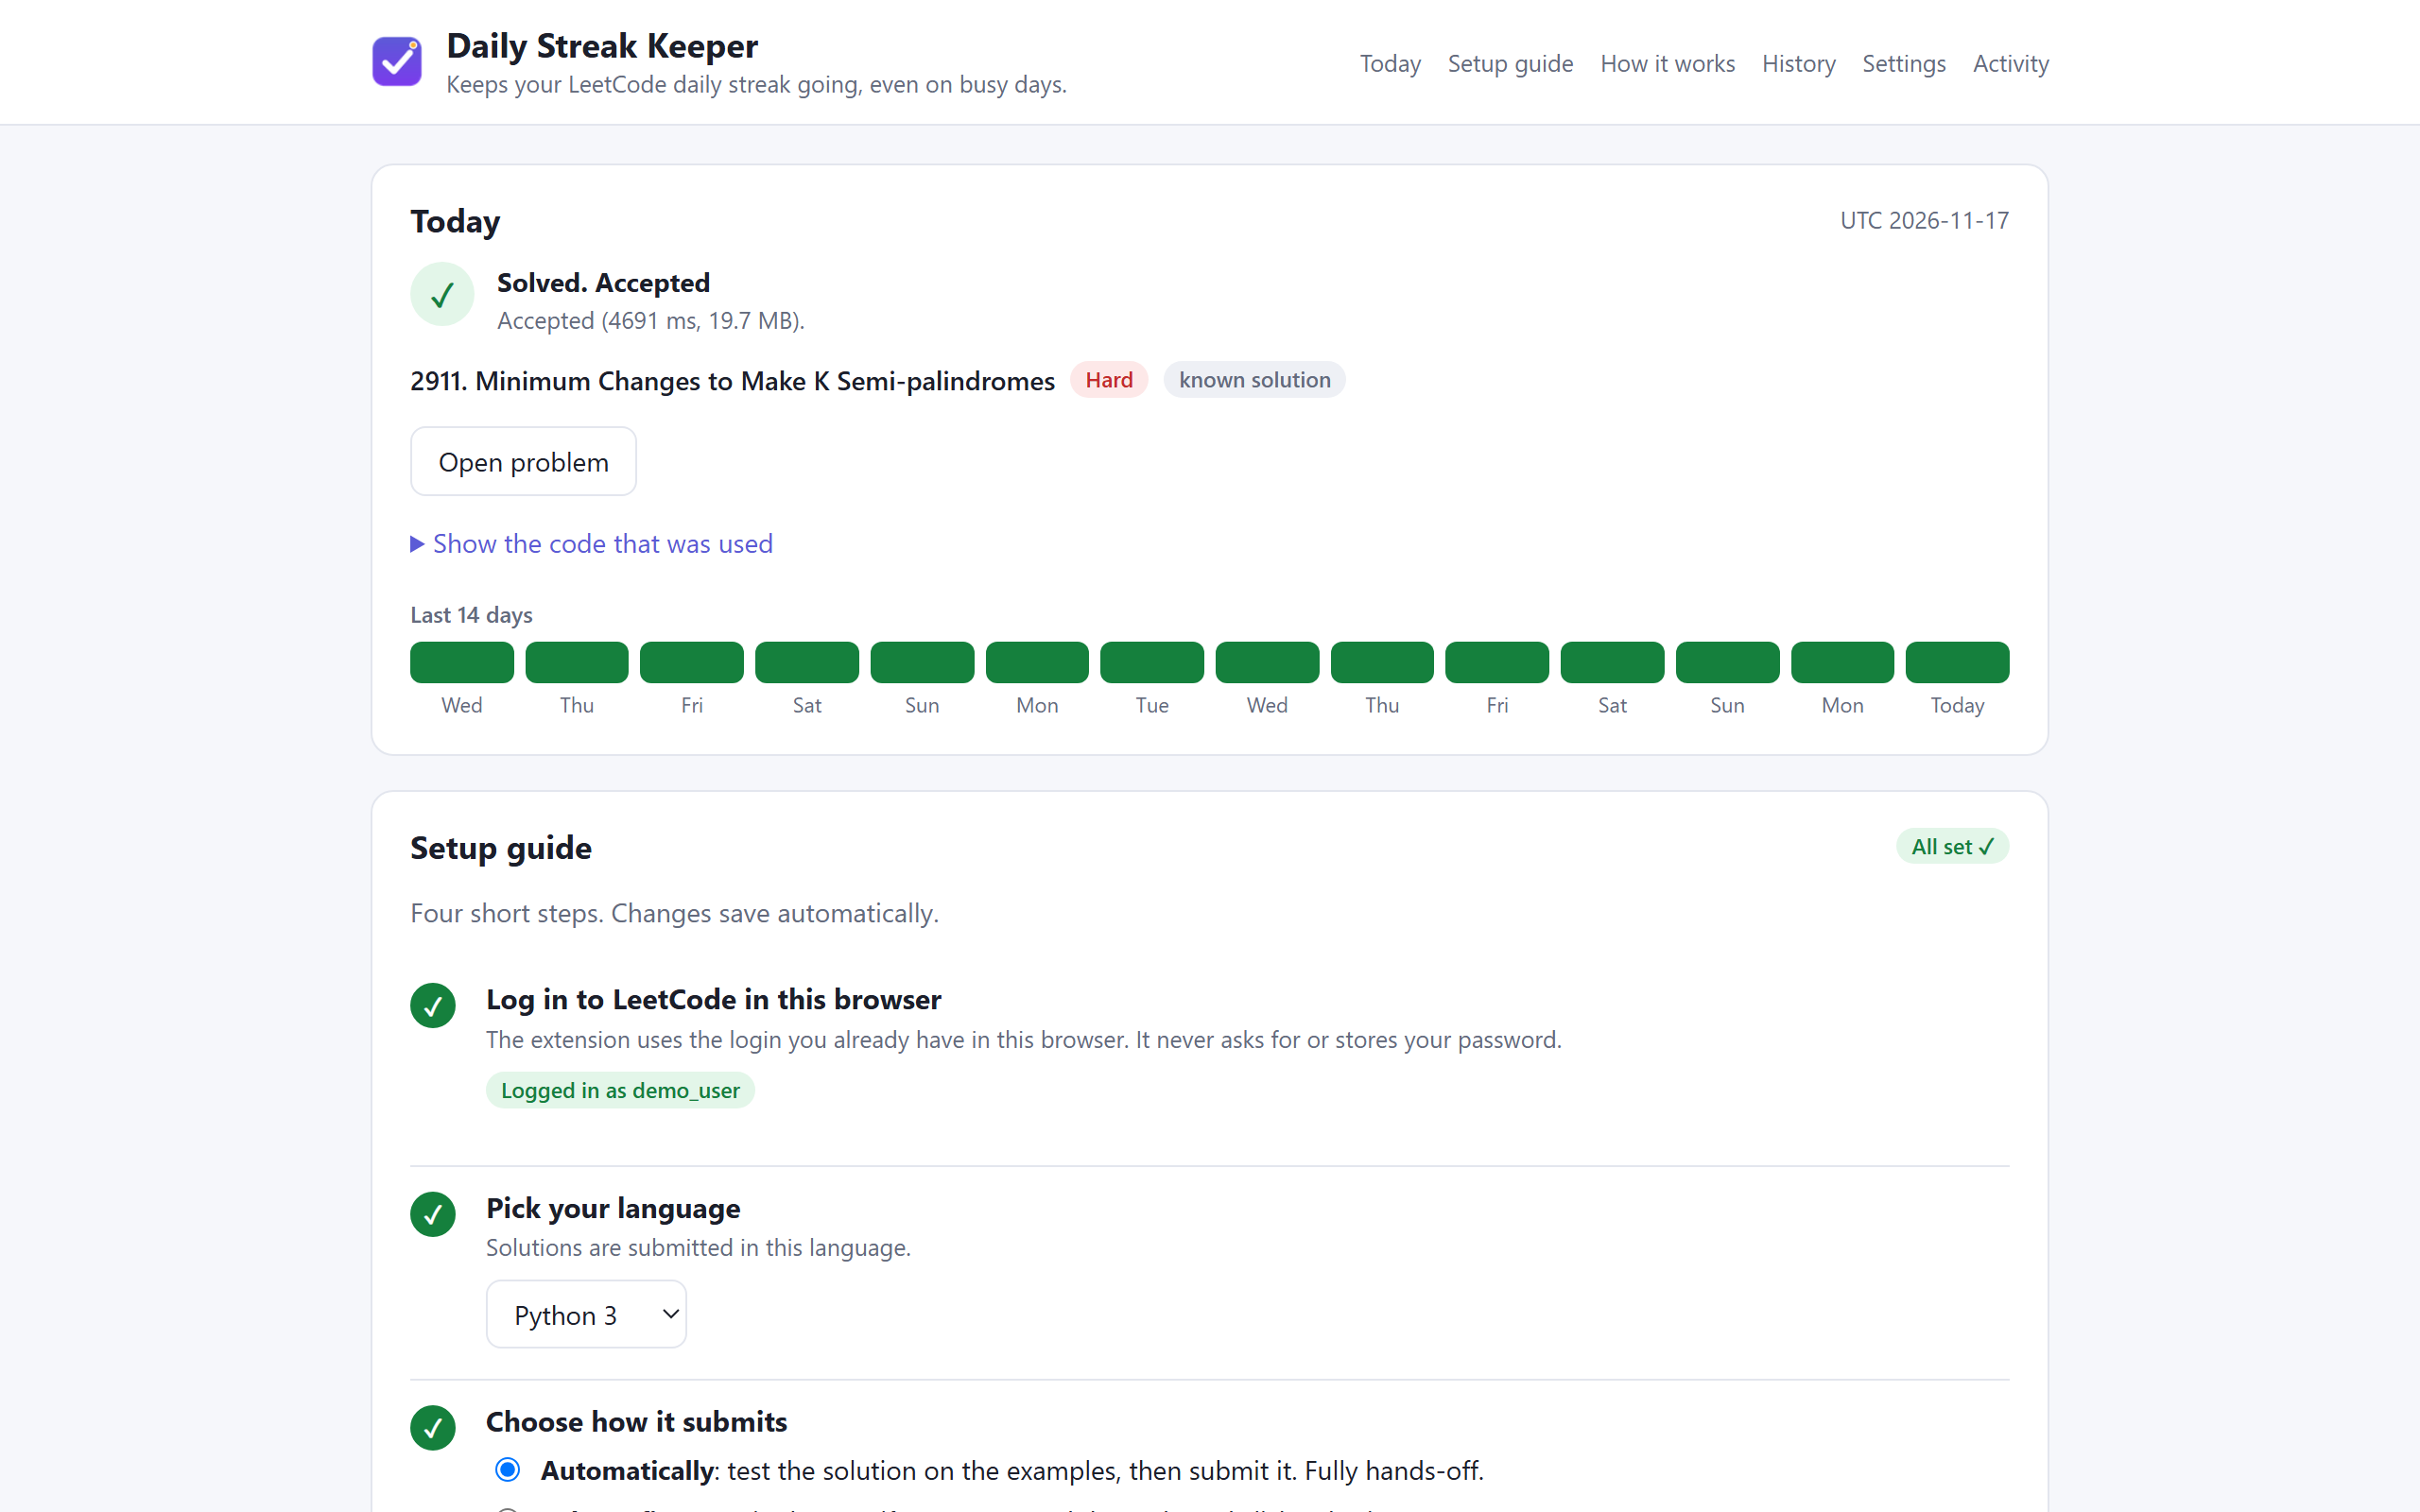 Daily Streak Keeper
Keeps your LeetCode daily streak going, even on busy days.
Today Setup guide How it works History Settings Activity
Today
UTC 2026-11-17
Solved. Accepted
Accepted (4691 ms, 19.7 MB).
2911. Minimum Changes to Make K Semi-palindromes Hard known solution
Open problem
Show the code that was used
Last 14 days
Wed Thu Fri Sat Sun Mon Tue Wed Thu Fri Sat Sun Mon Today
Setup guide
All set ✓
Four short steps. Changes save automatically.
Log in to LeetCode in this browser
The extension uses the login you already have in this browser. It never asks for or stores your password.
Logged in as demo_user
Pick your language
Solutions are submitted in this language.
Python 3
Choose how it submits
Automatically: test the solution on the examples, then submit it. Fully hands-off.